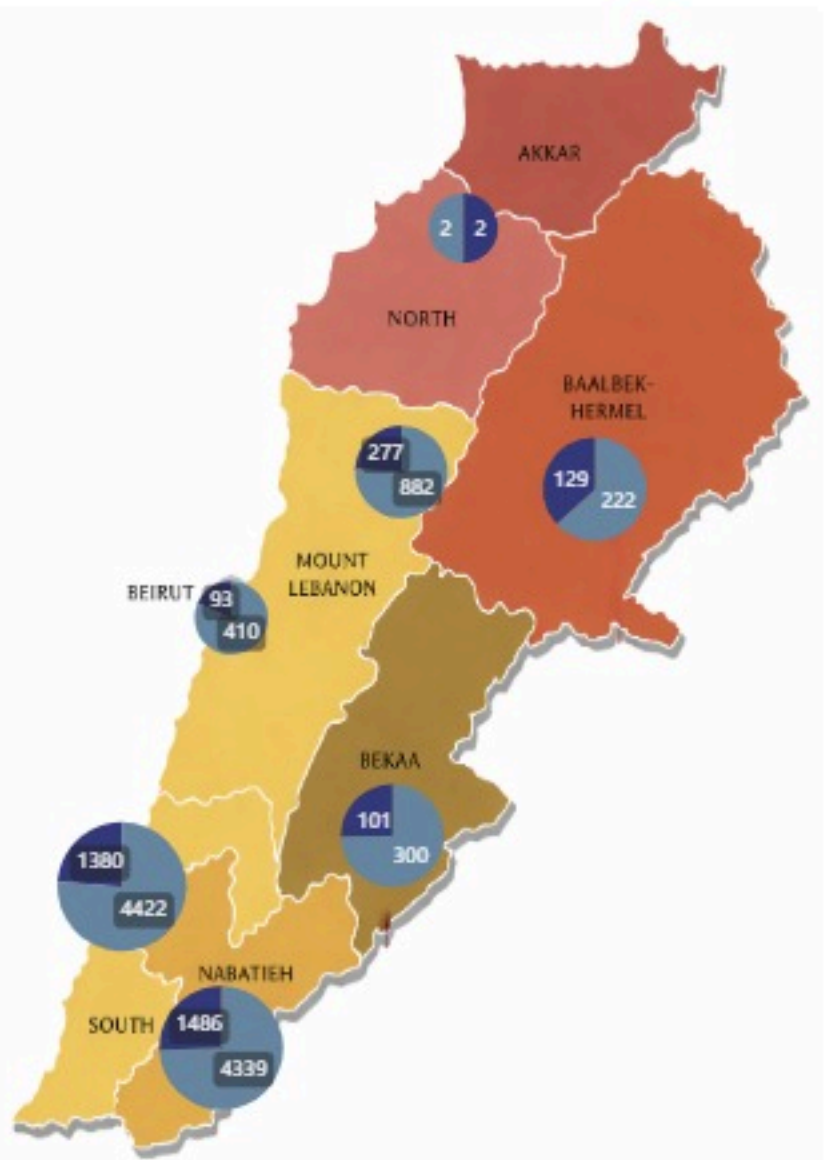 AKKAR
2 2
NORTH
BAALBEK-
HERMEL
277
882
129
222
MOUNT
LEBANON
BEIRUT
93
410
BEKAA
101
300
1380
4422
NABATIEH
SOUTH
1486
4339